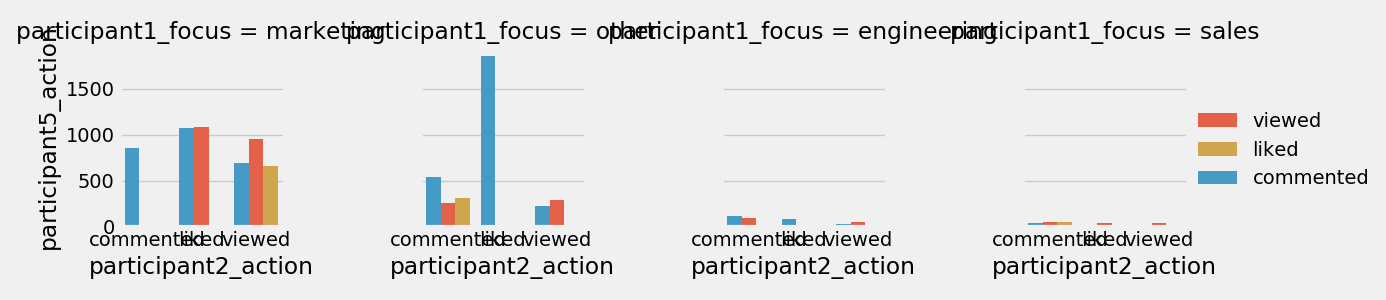 participant1_focus = marketing
participant1_focus = other
participant1_focus = engineering
participant1_focus = sales
participant5_action
1500
1000
500
0
commented liked viewed
commented liked viewed
commented liked viewed
commented liked viewed
participant2_action
participant2_action
participant2_action
participant2_action
viewed
liked
commented